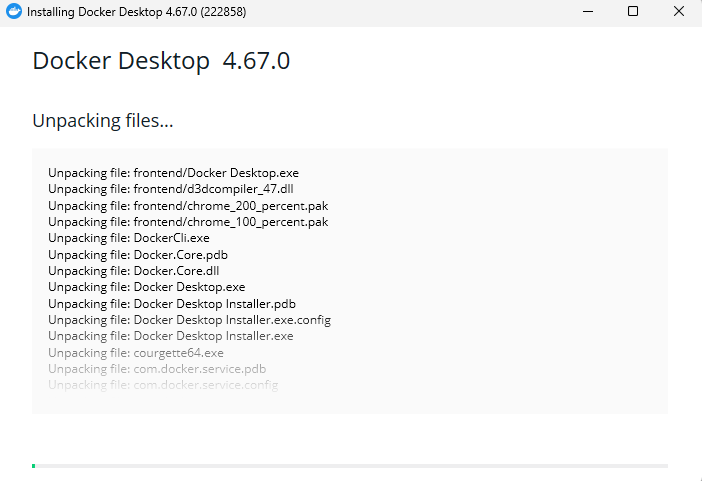 Installing Docker Desktop 4.67.0 (222858)
Docker Desktop 4.67.0
Unpacking files...
Unpacking file: frontend/Docker Desktop.exe
Unpacking file: frontend/d3dcompiler_47.dll
Unpacking file: frontend/chrome_200_percent.pak
Unpacking file: frontend/chrome_100_percent.pak
Unpacking file: DockerCli.exe
Unpacking file: Docker.Core.pdb
Unpacking file: Docker.Core.dll
Unpacking file: Docker Desktop.exe
Unpacking file: Docker Desktop Installer.pdb
Unpacking file: Docker Desktop Installer.exe.config
Unpacking file: Docker Desktop Installer.exe
Unpacking file: courgette64.exe
Unpacking file: com.docker.service.pdb
Unpacking file: com.docker.service.config